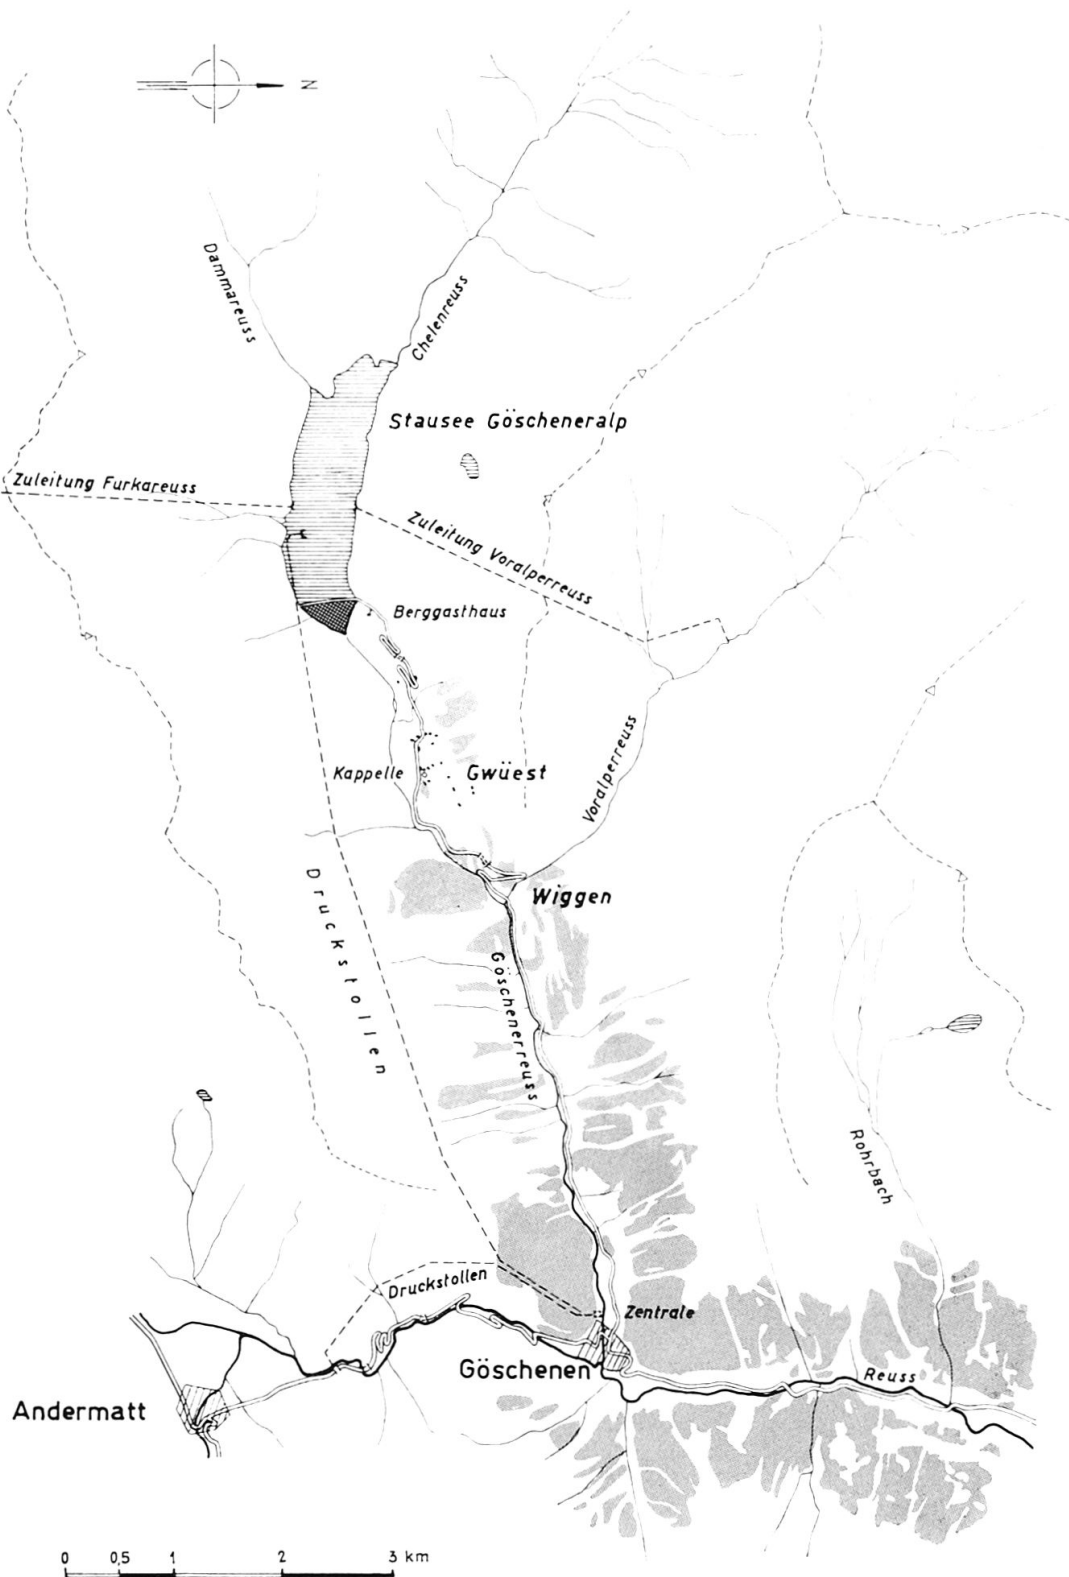 N
Dammareuss
Chelenreuss
Stausee Göscheneralp
Zuleitung Furkareuss
Zuleitung Voralperreuss
Berggasthaus
Kappelle
Gwüest
Voralperreuss
Wiggen
Druckstollen
Göschenerreuss
Rohrbach
Druckstollen
Zentrale
Göschenen
Reuss
Andermatt
0 0,5 1 2 3 km